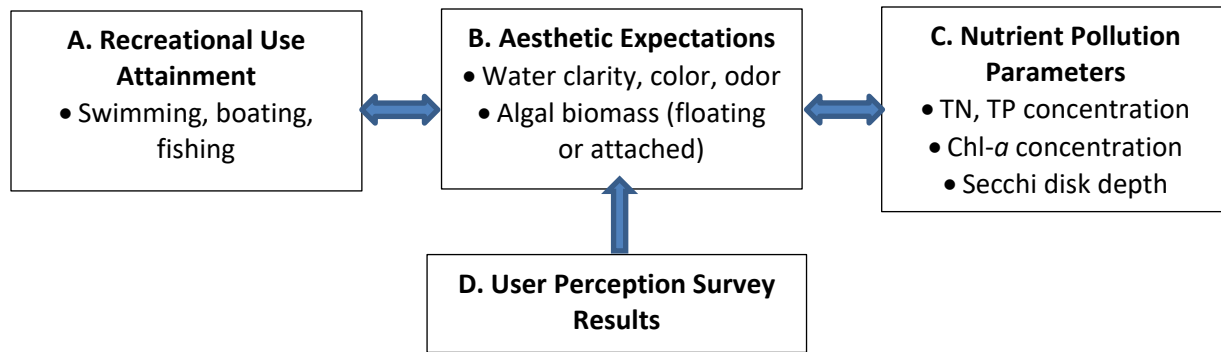 A. Recreational Use
Attainment
• Swimming, boating,
fishing
B. Aesthetic Expectations
• Water clarity, color, odor
• Algal biomass (floating
or attached)
C. Nutrient Pollution
Parameters
• TN, TP concentration
• Chl-a concentration
• Secchi disk depth
D. User Perception Survey
Results